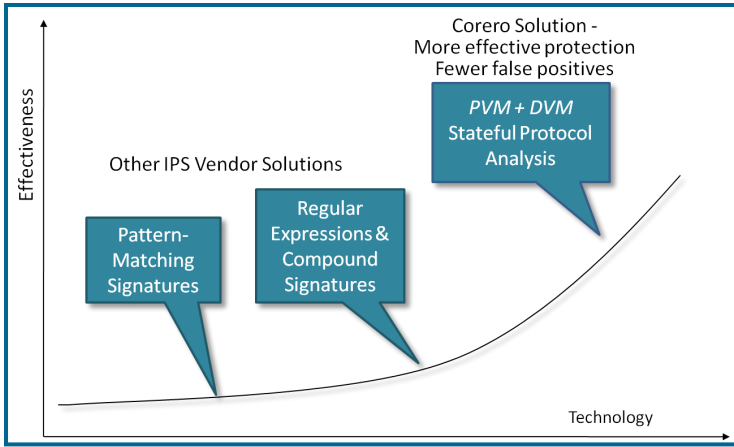 Corero Solution -
More effective protection
Fewer false positives
PVM + DVM
Stateful Protocol
Analysis
Other IPS Vendor Solutions
Regular
Expressions &
Compound
Signatures
Pattern-
Matching
Signatures
Effectiveness
Technology